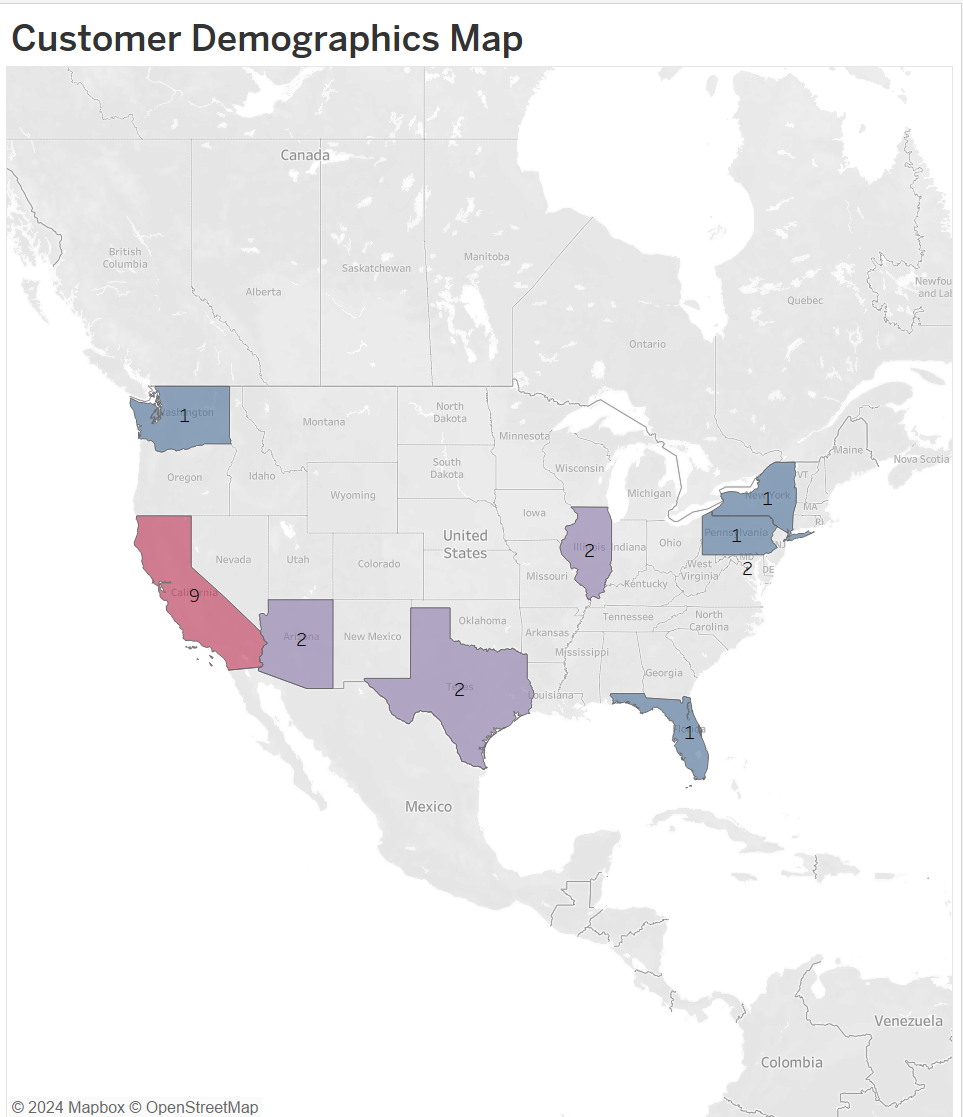 Customer Demographics Map
Canada
British
Columbia
Alberta
Saskatchewan
Manitoba
Ontario
Quebec
Newfou
and Lal
Washington
1
Montana
North
Dakota
Minnesota
Maine
Nova Scotia
Oregon
Idaho
South
Dakota
Wisconsin
VT
Wyoming
Michigan
New York
1
MA
RI
Iowa
United
States
Nevada
Utah
Colorado
Illinois
2
Indiana
Ohio
Pennsylvania
1
NJ
MD
2
DE
West
Virginia
Missouri
Kentucky
California
9
Arizona
2
New Mexico
Oklahoma
Arkansas
Tennessee
North
Carolina
Mississippi
Georgia
Texas
2
Louisiana
Florida
1
Mexico
Venezuela
Colombia
© 2024 Mapbox © OpenStreetMap